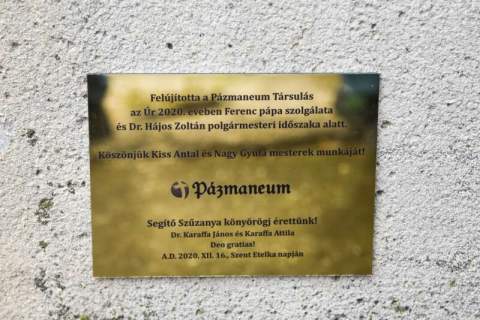 Felújította a Pázmaneum Társulás
az Úr 2020. évében Ferenc pápa szolgálata
és Dr. Hájos Zoltán polgármesteri időszaka alatt.
Köszönjük Kiss Antal és Nagy Gyula mesterek munkáját!
Pázmaneum
Segítő Szűzanya könyörögj érettünk!
Dr. Karaffa János és Karaffa Attila
Deo gratias!
A.D. 2020. XII. 16., Szent Etelka napján